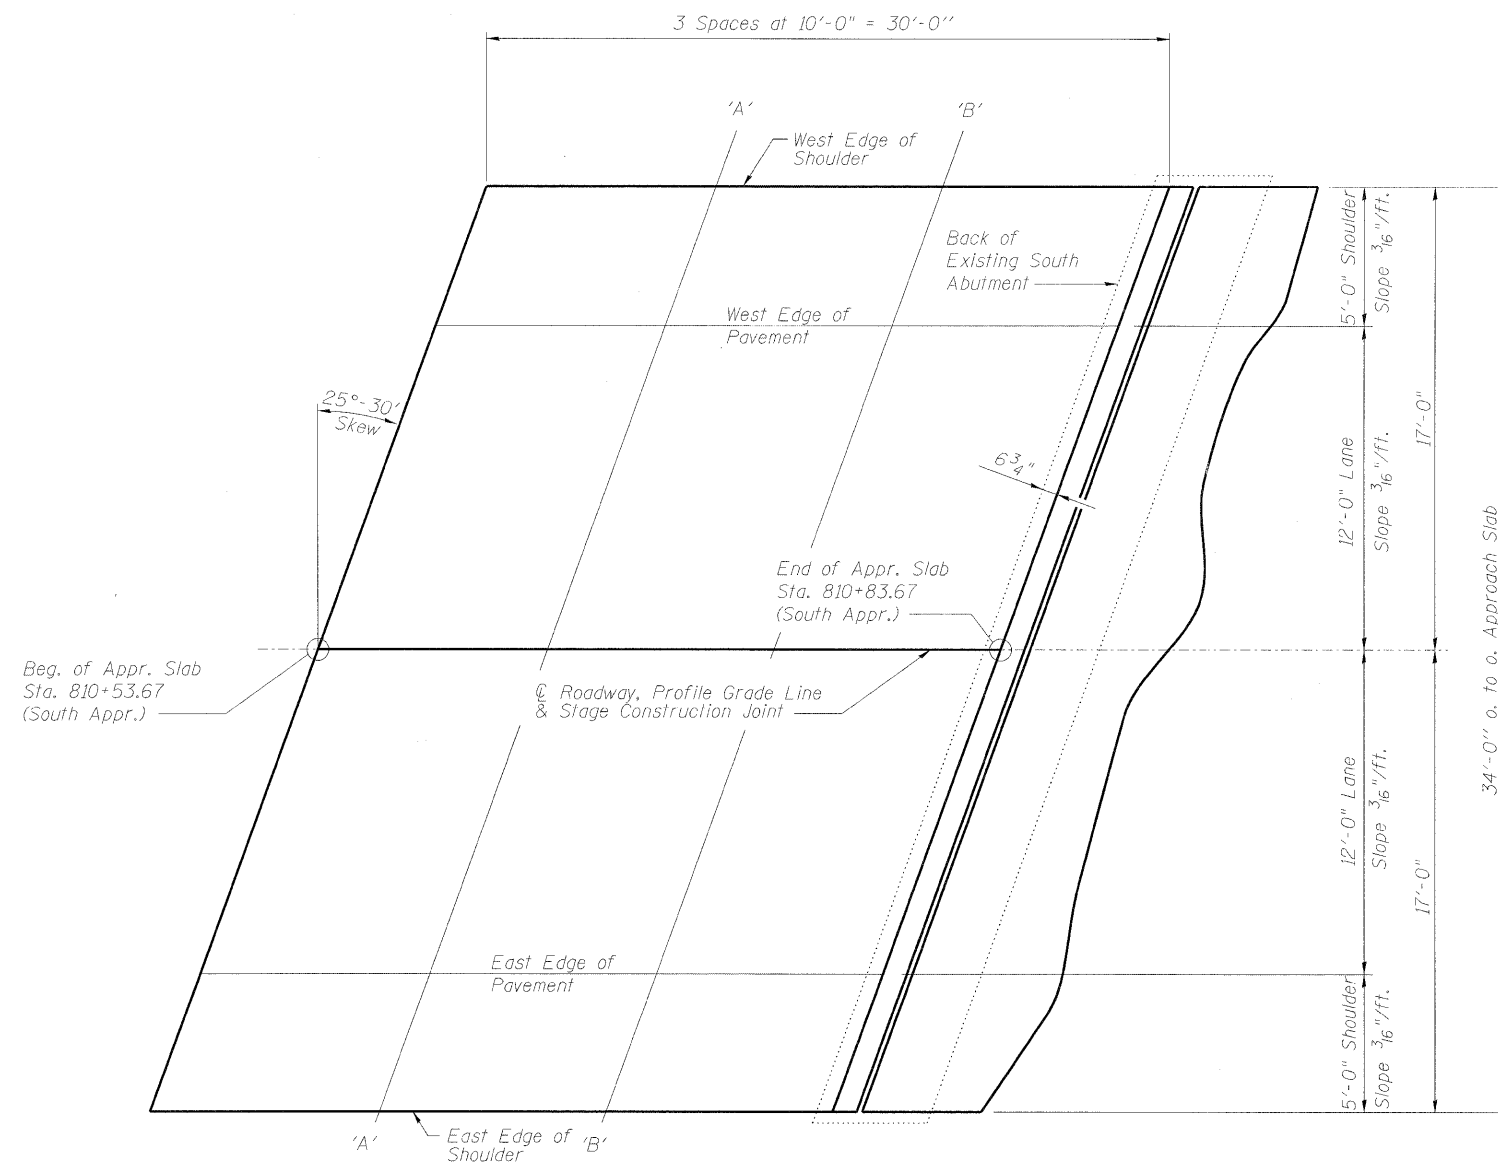 3 Spaces at 10'-0" = 30'-0"
'A'
'B'
West Edge of
Shoulder
Back of
Existing South
Abutment
West Edge of
Pavement
25°-30'
Skew
6 3/4"
End of Appr. Slab
Sta. 810+83.67
(South Appr.)
Beg. of Appr. Slab
Sta. 810+53.67
(South Appr.)
℄ Roadway, Profile Grade Line
& Stage Construction Joint
East Edge of
Pavement
'A'
East Edge of
Shoulder
'B'
5'-0" Shoulder
Slope 3/16"/ft.
12'-0" Lane
Slope 3/16"/ft.
17'-0"
12'-0" Lane
Slope 3/16"/ft.
17'-0"
5'-0" Shoulder
Slope 3/16"/ft.
34'-0" o. to o. Approach Slab